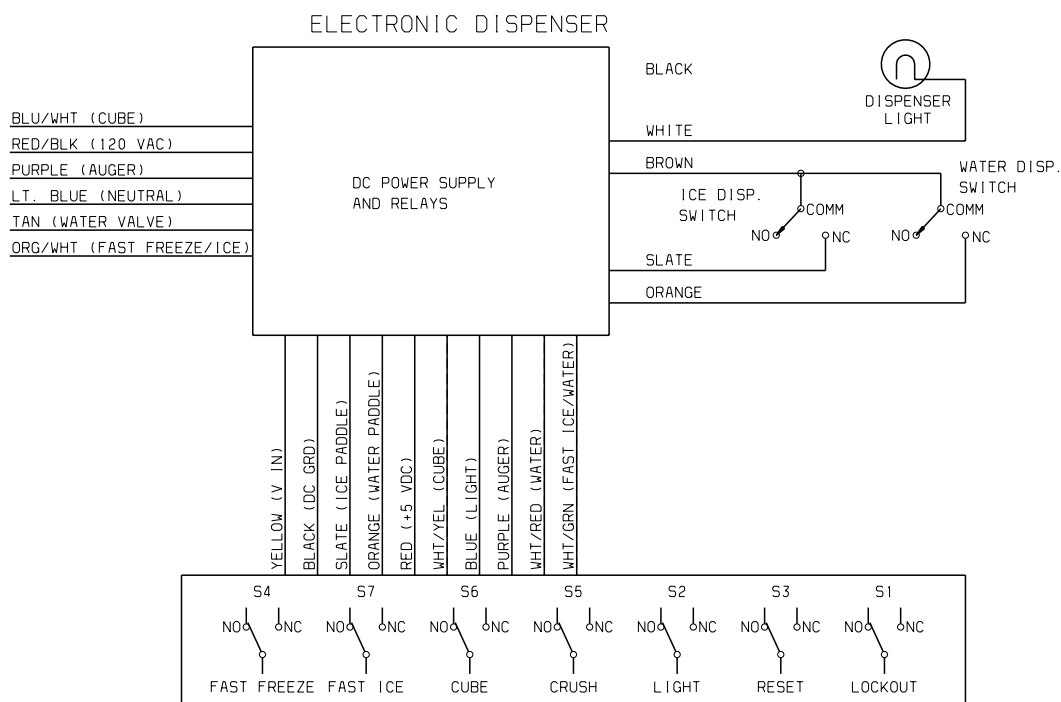 ELECTRONIC DISPENSER
BLACK
DISPENSER
LIGHT
BLU/WHT (CUBE)
RED/BLK (120 VAC)
PURPLE (AUGER)
LT. BLUE (NEUTRAL)
TAN (WATER VALVE)
ORG/WHT (FAST FREEZE/ICE)
DC POWER SUPPLY
AND RELAYS
WHITE
BROWN
ICE DISP.
SWITCH
COMM
NO
NC
WATER DISP.
SWITCH
COMM
NO
NC
SLATE
ORANGE
YELLOW (V IN)
BLACK (DC GRD)
SLATE (ICE PADDLE)
ORANGE (WATER PADDLE)
RED (+5 VDC)
WHT/YEL (CUBE)
BLUE (LIGHT)
PURPLE (AUGER)
WHT/RED (WATER)
WHT/GRN (FAST ICE/WATER)
S4 S7 S6 S5 S2 S3 S1
NO NC NO NC NO NC NO NC NO NC NO NC NO NC
FAST FREEZE FAST ICE CUBE CRUSH LIGHT RESET LOCKOUT